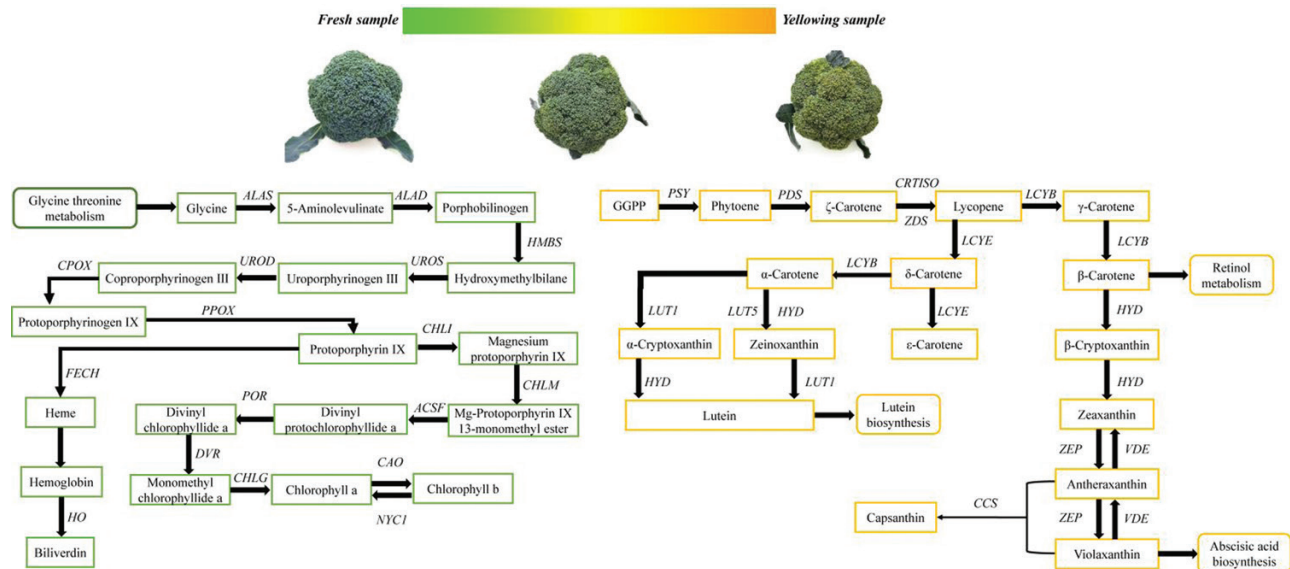 Fresh sample
Yellowing sample
Glycine threonine
metabolism
Glycine
ALAS
5-Aminolevulinate
ALAD
Porphobilinogen
HMBS
CPOX
Coproporphyrinogen III
UROD
Uroporphyrinogen III
UROS
Hydroxymethylbilane
Protoporphyrinogen IX
PPOX
Protoporphyrin IX
CHLI
Magnesium
protoporphyrin IX
FECH
CHLM
Heme
POR
Divinyl
chlorophyllide a
Divinyl
protochlorophyllide a
ACSF
Mg-Protoporphyrin IX
13-monomethyl ester
DVR
Hemoglobin
Monomethyl
chlorophyllide a
CHLG
Chlorophyll a
CAO
Chlorophyll b
NYC1
HO
Biliverdin
GGPP
PSY
Phytoene
PDS
ζ-Carotene
CRTISO
ZDS
Lycopene
LCYB
γ-Carotene
LCYE
LCYB
α-Carotene
LCYB
δ-Carotene
β-Carotene
Retinol
metabolism
LUT1
LUT5
HYD
LCYE
HYD
α-Cryptoxanthin
Zeinoxanthin
ε-Carotene
β-Cryptoxanthin
HYD
LUT1
HYD
Lutein
Lutein
biosynthesis
Zeaxanthin
ZEP
VDE
Antheraxanthin
Capsanthin
CCS
ZEP
VDE
Violaxanthin
Abscisic acid
biosynthesis